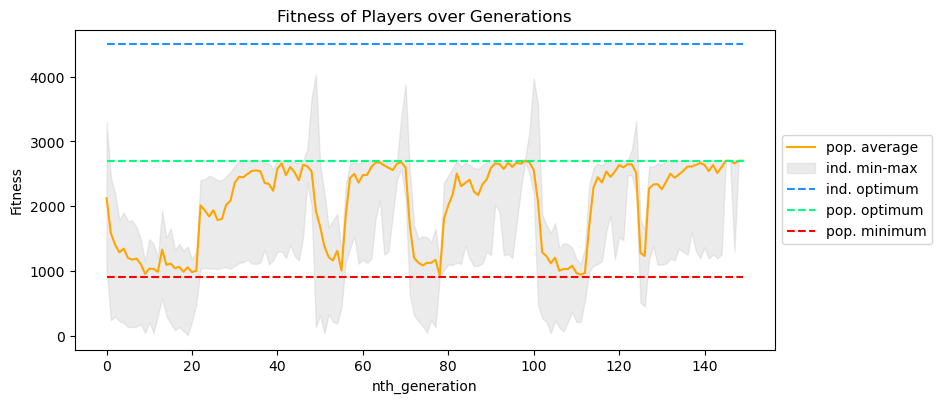 Fitness of Players over Generations
Fitness
4000
3000
2000
1000
0
0 20 40 60 80 100 120 140
nth_generation
pop. average
ind. min-max
ind. optimum
pop. optimum
pop. minimum